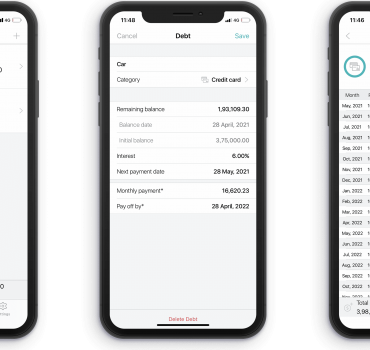 11:48
4G
Cancel Debt Save
Car
Category Credit card
Remaining balance 1,93,109.30
Balance date 28 April, 2021
Initial balance 3,75,000.00
Interest 6.00%
Next payment date 28 May, 2021
Monthly payment* 16,620.23
Pay off by* 28 April, 2022
Delete Debt
4G
0
11:46
Month
May, 2021
Jun, 2021
Jul, 2021
Aug, 2021
Sep, 2021
Oct, 2021
Nov, 2021
Dec, 2021
Jan, 2022
Feb, 2022
Mar, 2022
Apr, 2022
May, 2022
Jun, 2022
Jul, 2022
Aug, 2022
Sep, 2022
Oct, 2022
Total
3,98,